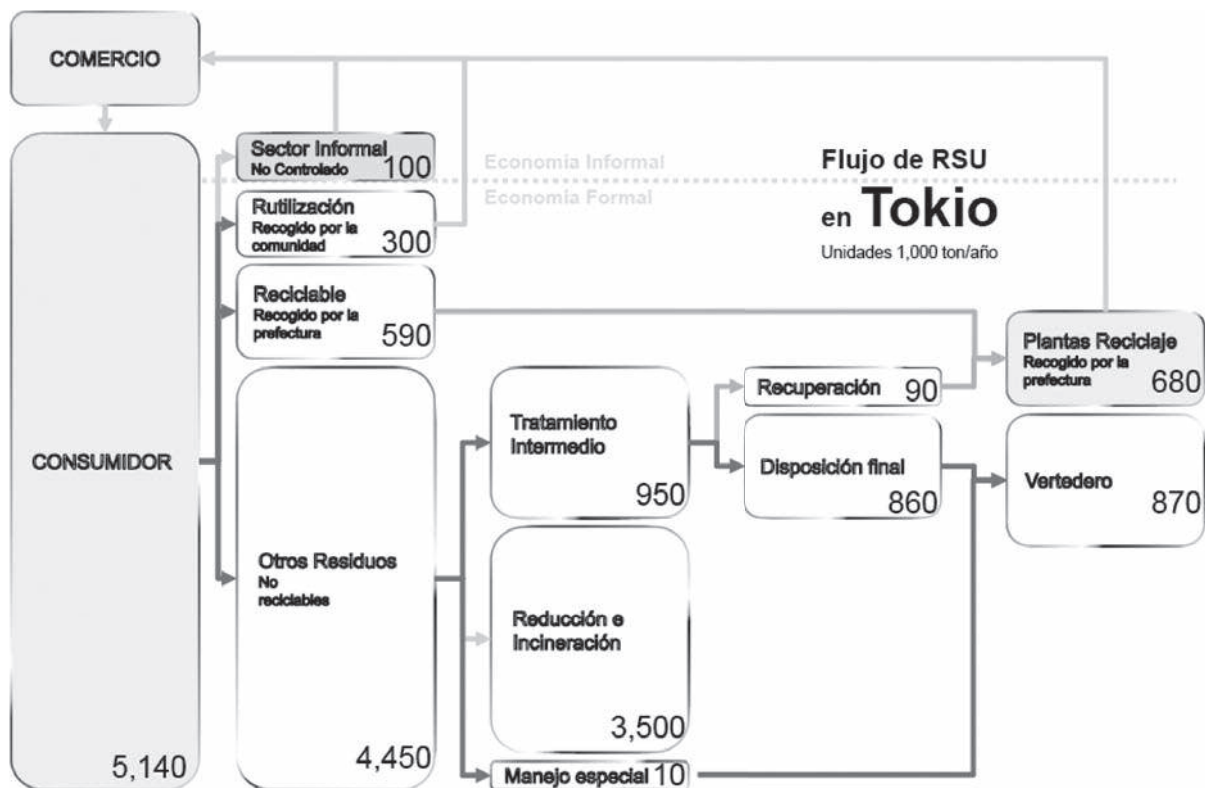 COMERCIO
Sector Informal
No Controlado 100
Economia Informal
Economia Formal
Flujo de RSU
en Tokio
Unidades 1,000 ton/año
Rutilización
Recogido por la
comunidad 300
Reciclable
Recogido por la
prefectura 590
Plantas Reciclaje
Recogido por la
prefectura 680
Recuperación 90
Tratamiento
Intermedio
950
Disposición final
860
Vertedero
870
CONSUMIDOR
5,140
Otros Residuos
No
reciclables
4,450
Reducción e
Incineración
3,500
Manejo especial 10